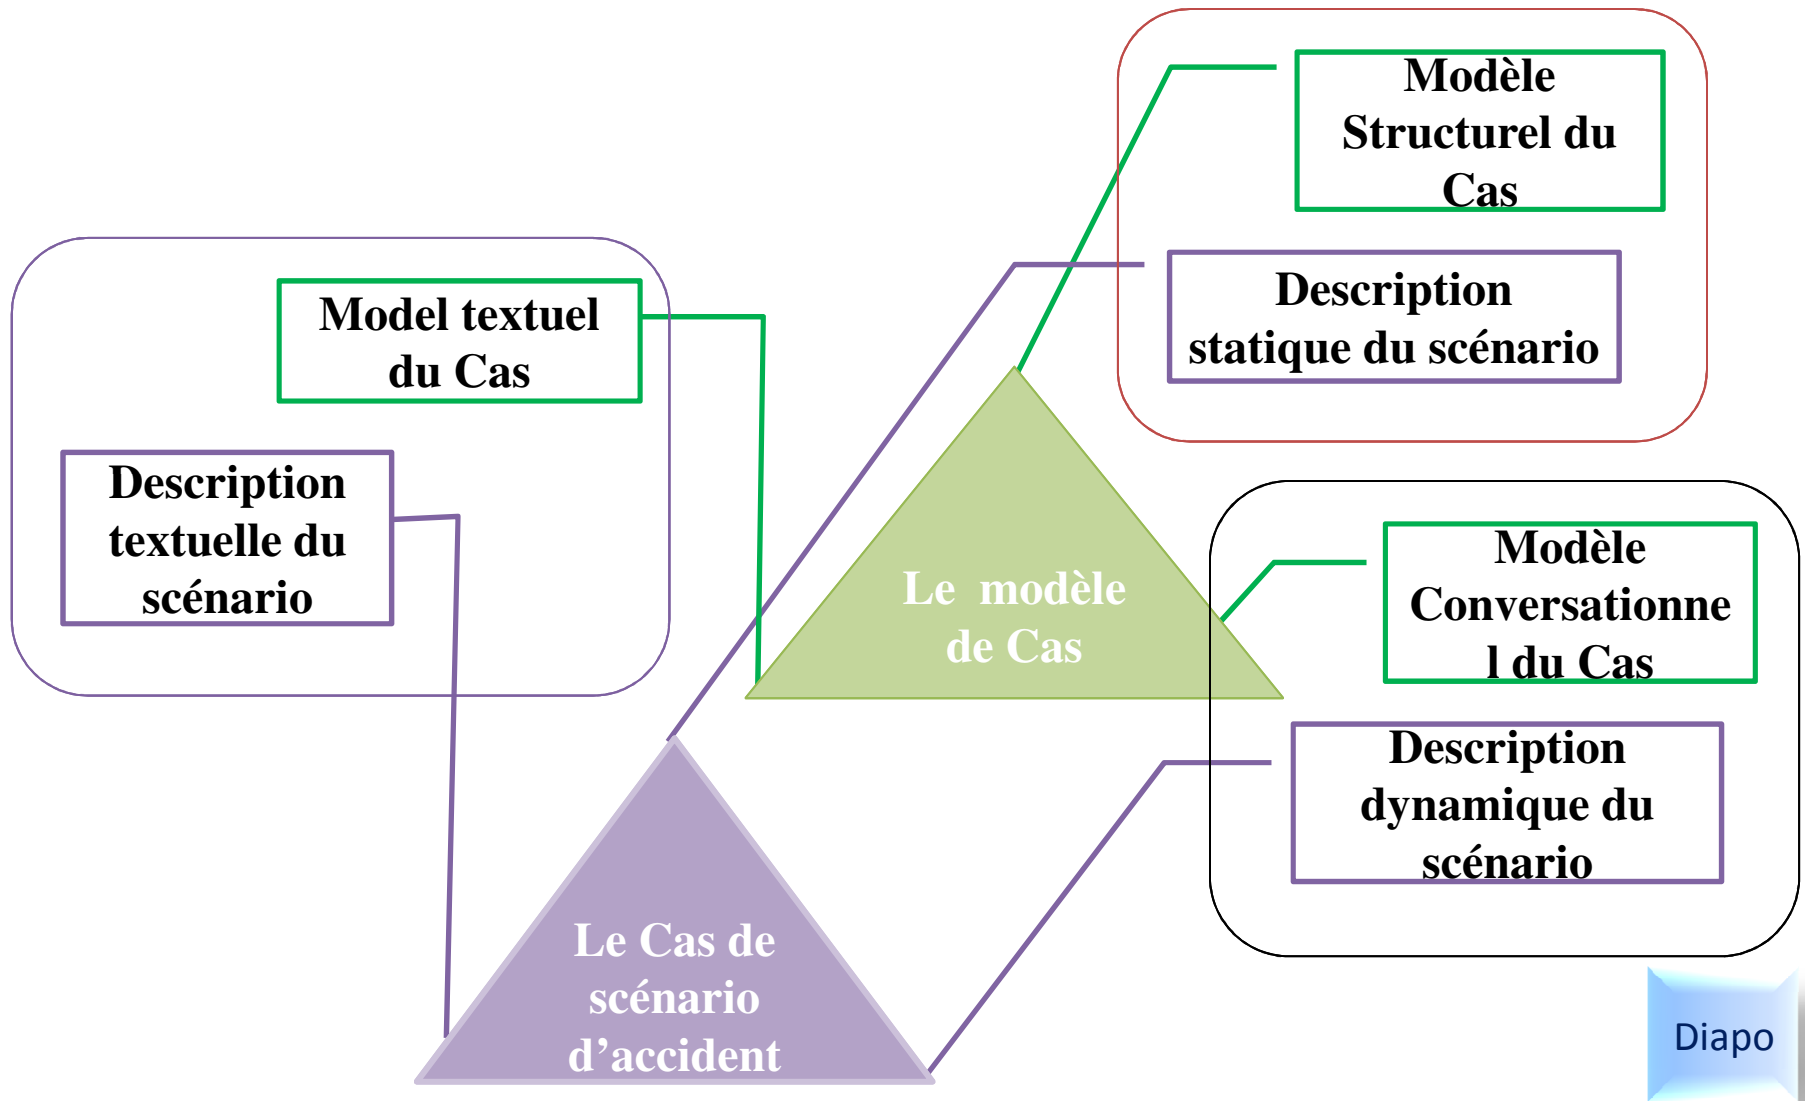 Modèle
Structurel du
Cas
Description
statique du scénario
Model textuel
du Cas
Description
textuelle du
scénario
Le modèle
de Cas
Modèle
Conversationne
l du Cas
Description
dynamique du
scénario
Le Cas de
scénario
d’accident
Diapo